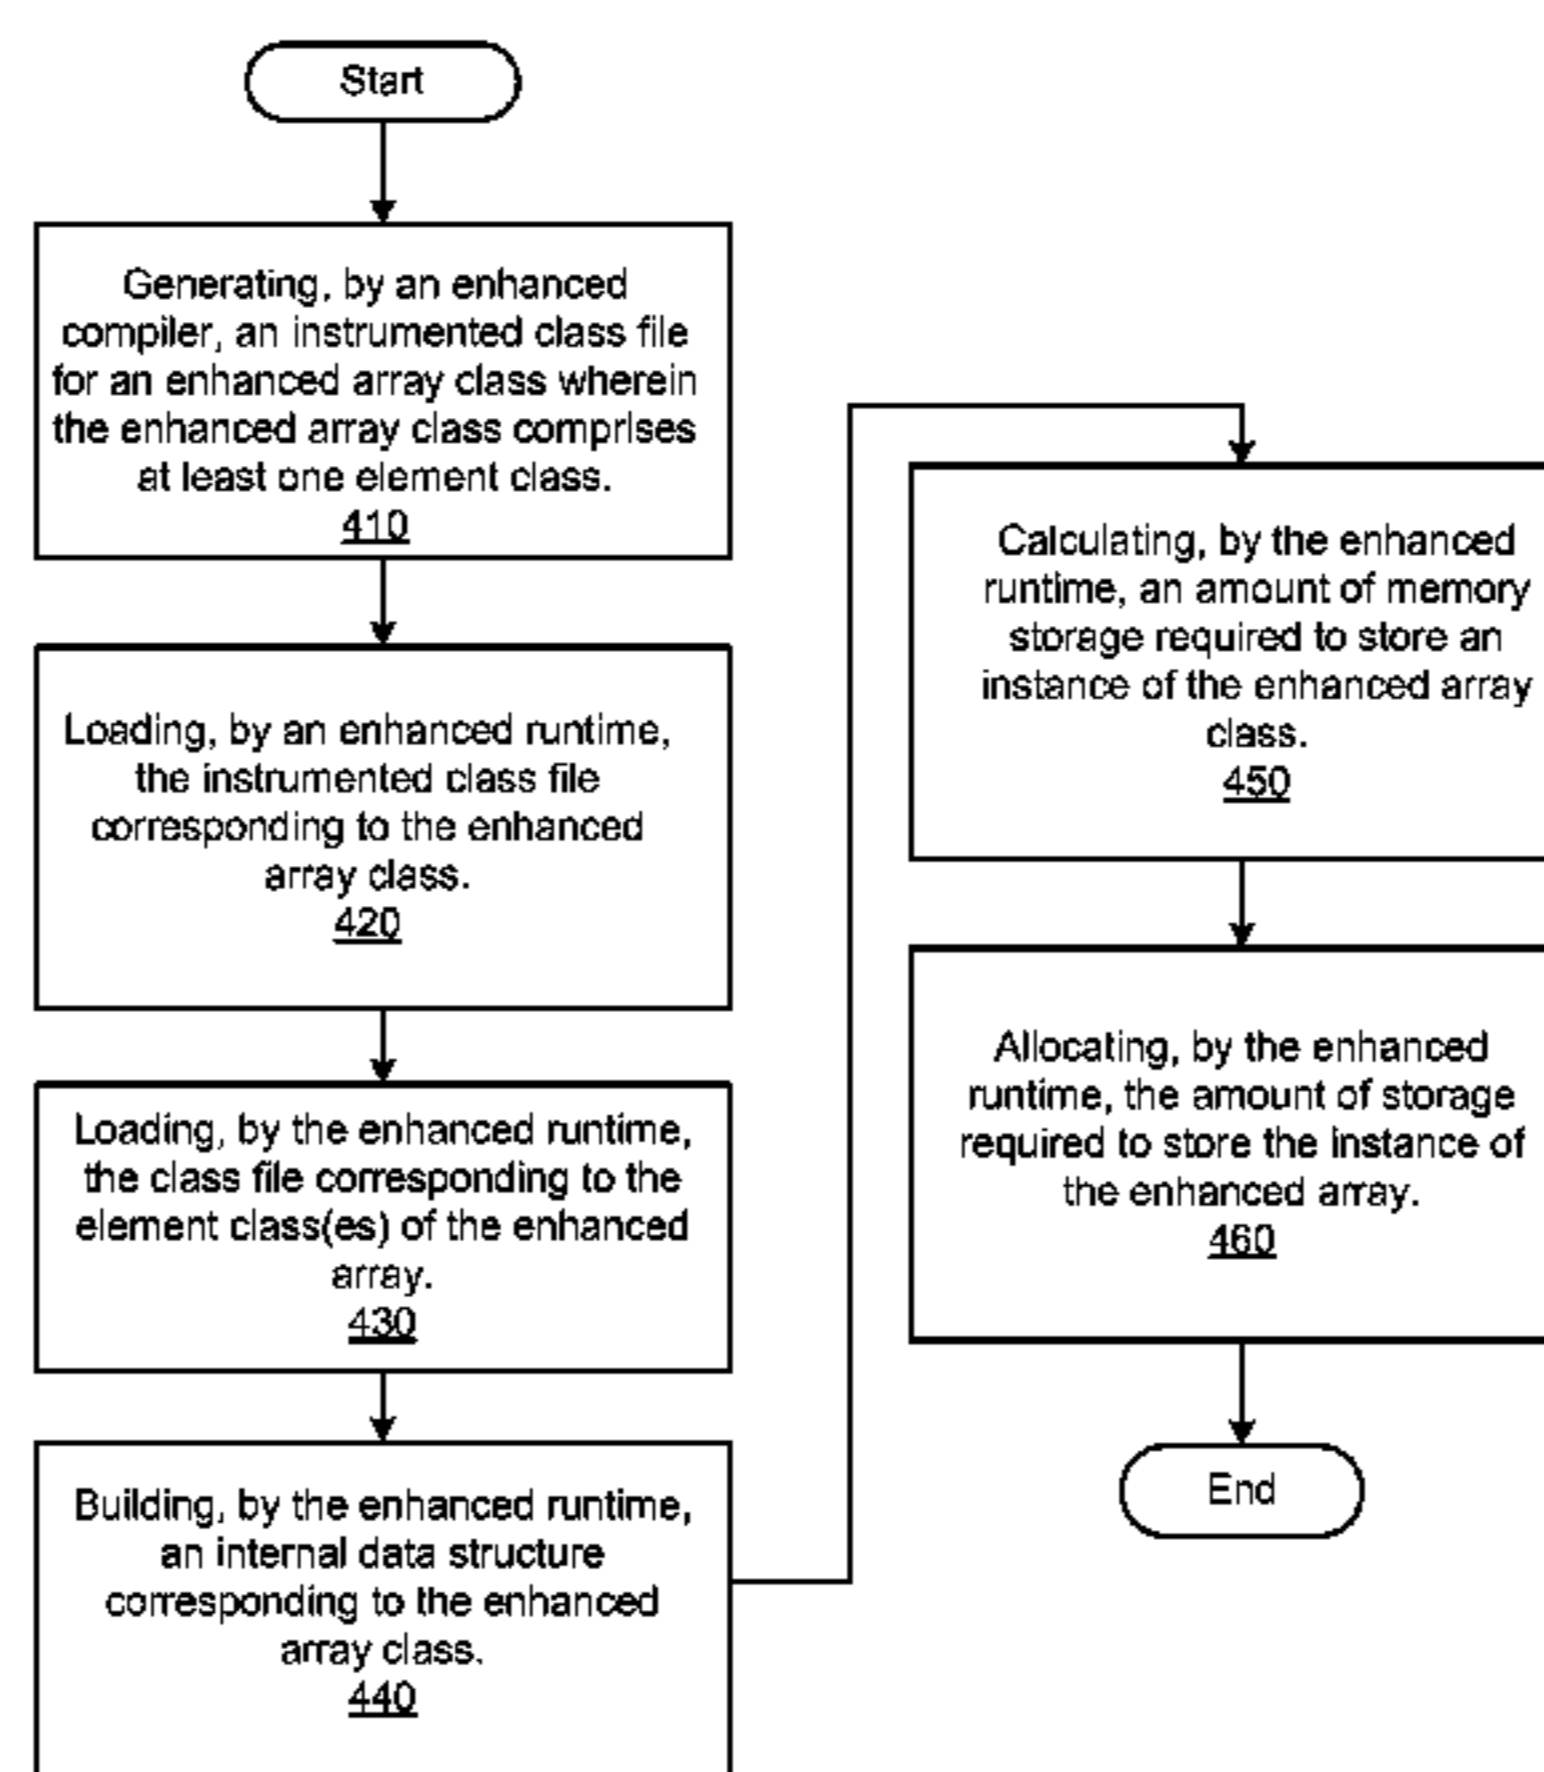 Start
Generating, by an enhanced
compiler, an instrumented class file
for an enhanced array class wherein
the enhanced array class comprises
at least one element class.
410
Loading, by an enhanced runtime,
the instrumented class file
corresponding to the enhanced
array class.
420
Loading, by the enhanced runtime,
the class file corresponding to the
element class(es) of the enhanced
array.
430
Building, by the enhanced runtime,
an internal data structure
corresponding to the enhanced
array class.
440
Calculating, by the enhanced
runtime, an amount of memory
storage required to store an
instance of the enhanced array
class.
450
Allocating, by the enhanced
runtime, the amount of storage
required to store the instance of
the enhanced array.
460
End